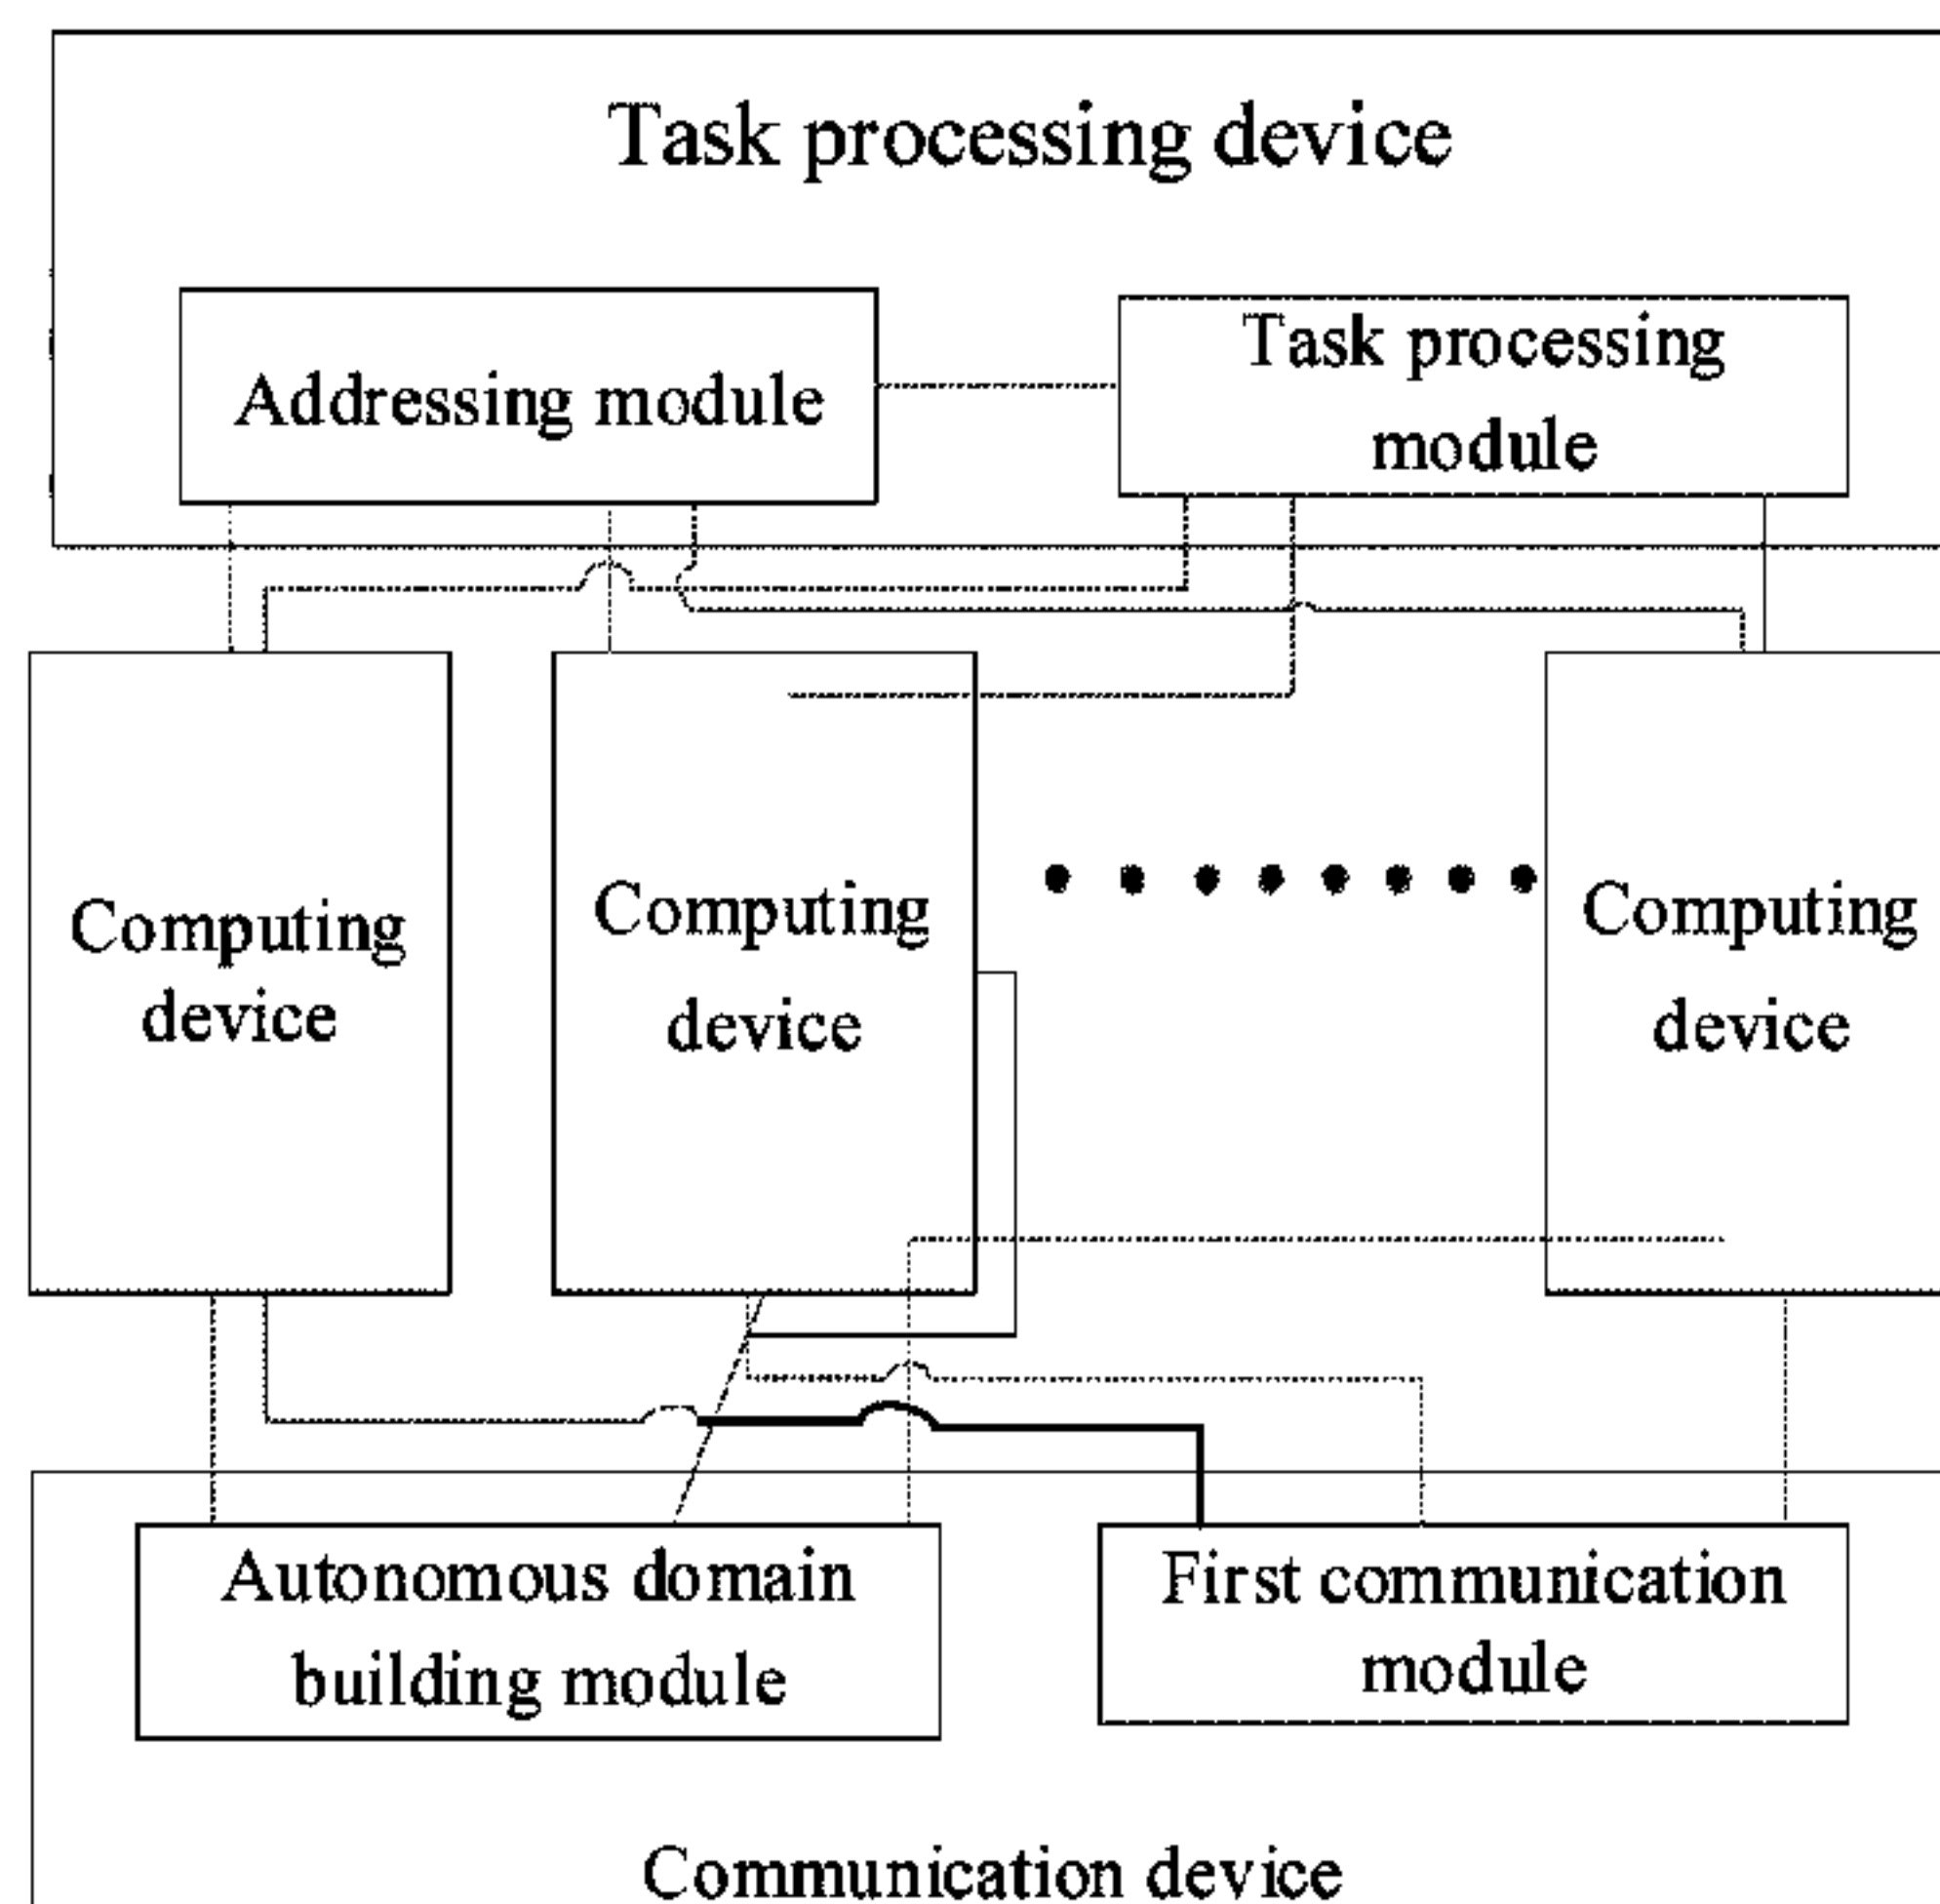 Task processing device
Addressing module
Task processing
module
Computing
device
Computing
device
Computing
device
Autonomous domain
building module
First communication
module
Communication device